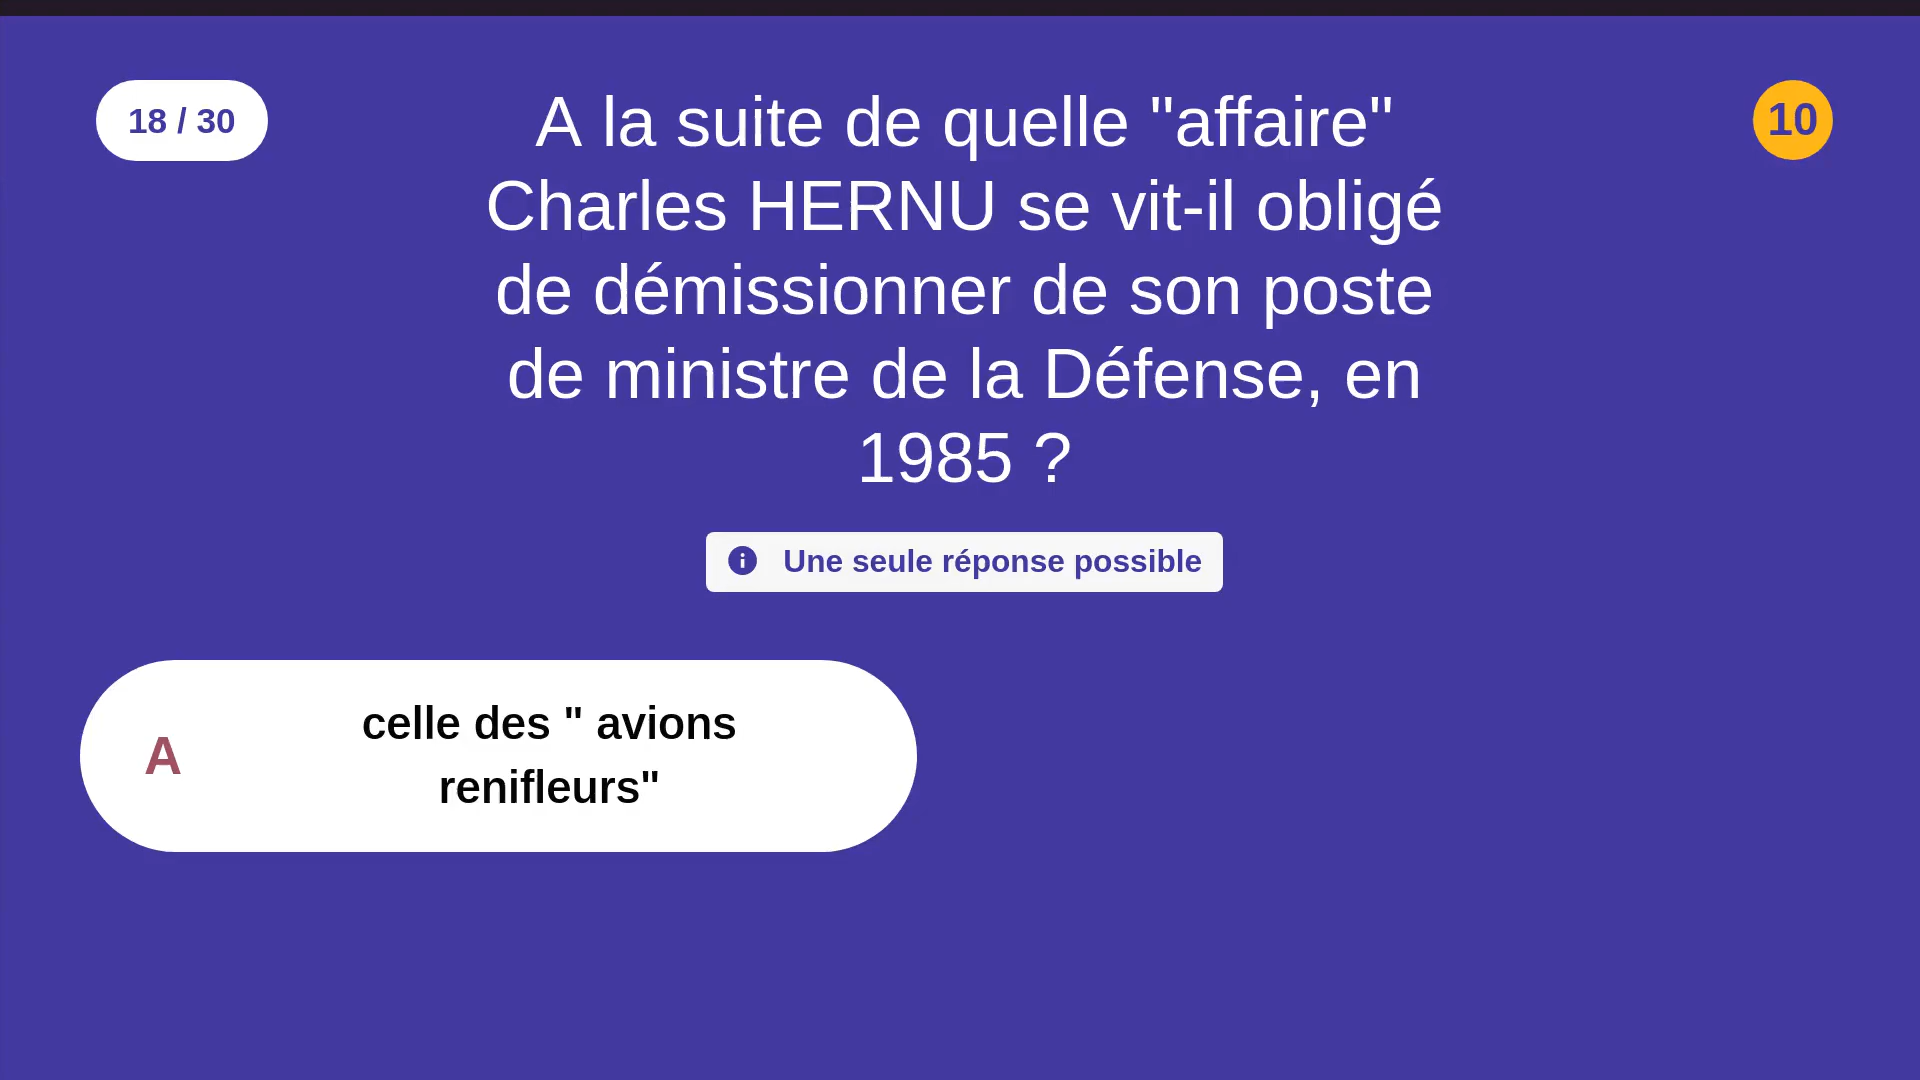 18 / 30
A la suite de quelle "affaire"
Charles HERNU se vit-il obligé
de démissionner de son poste
de ministre de la Défense, en
1985 ?
10
Une seule réponse possible
A
celle des " avions
renifleurs"